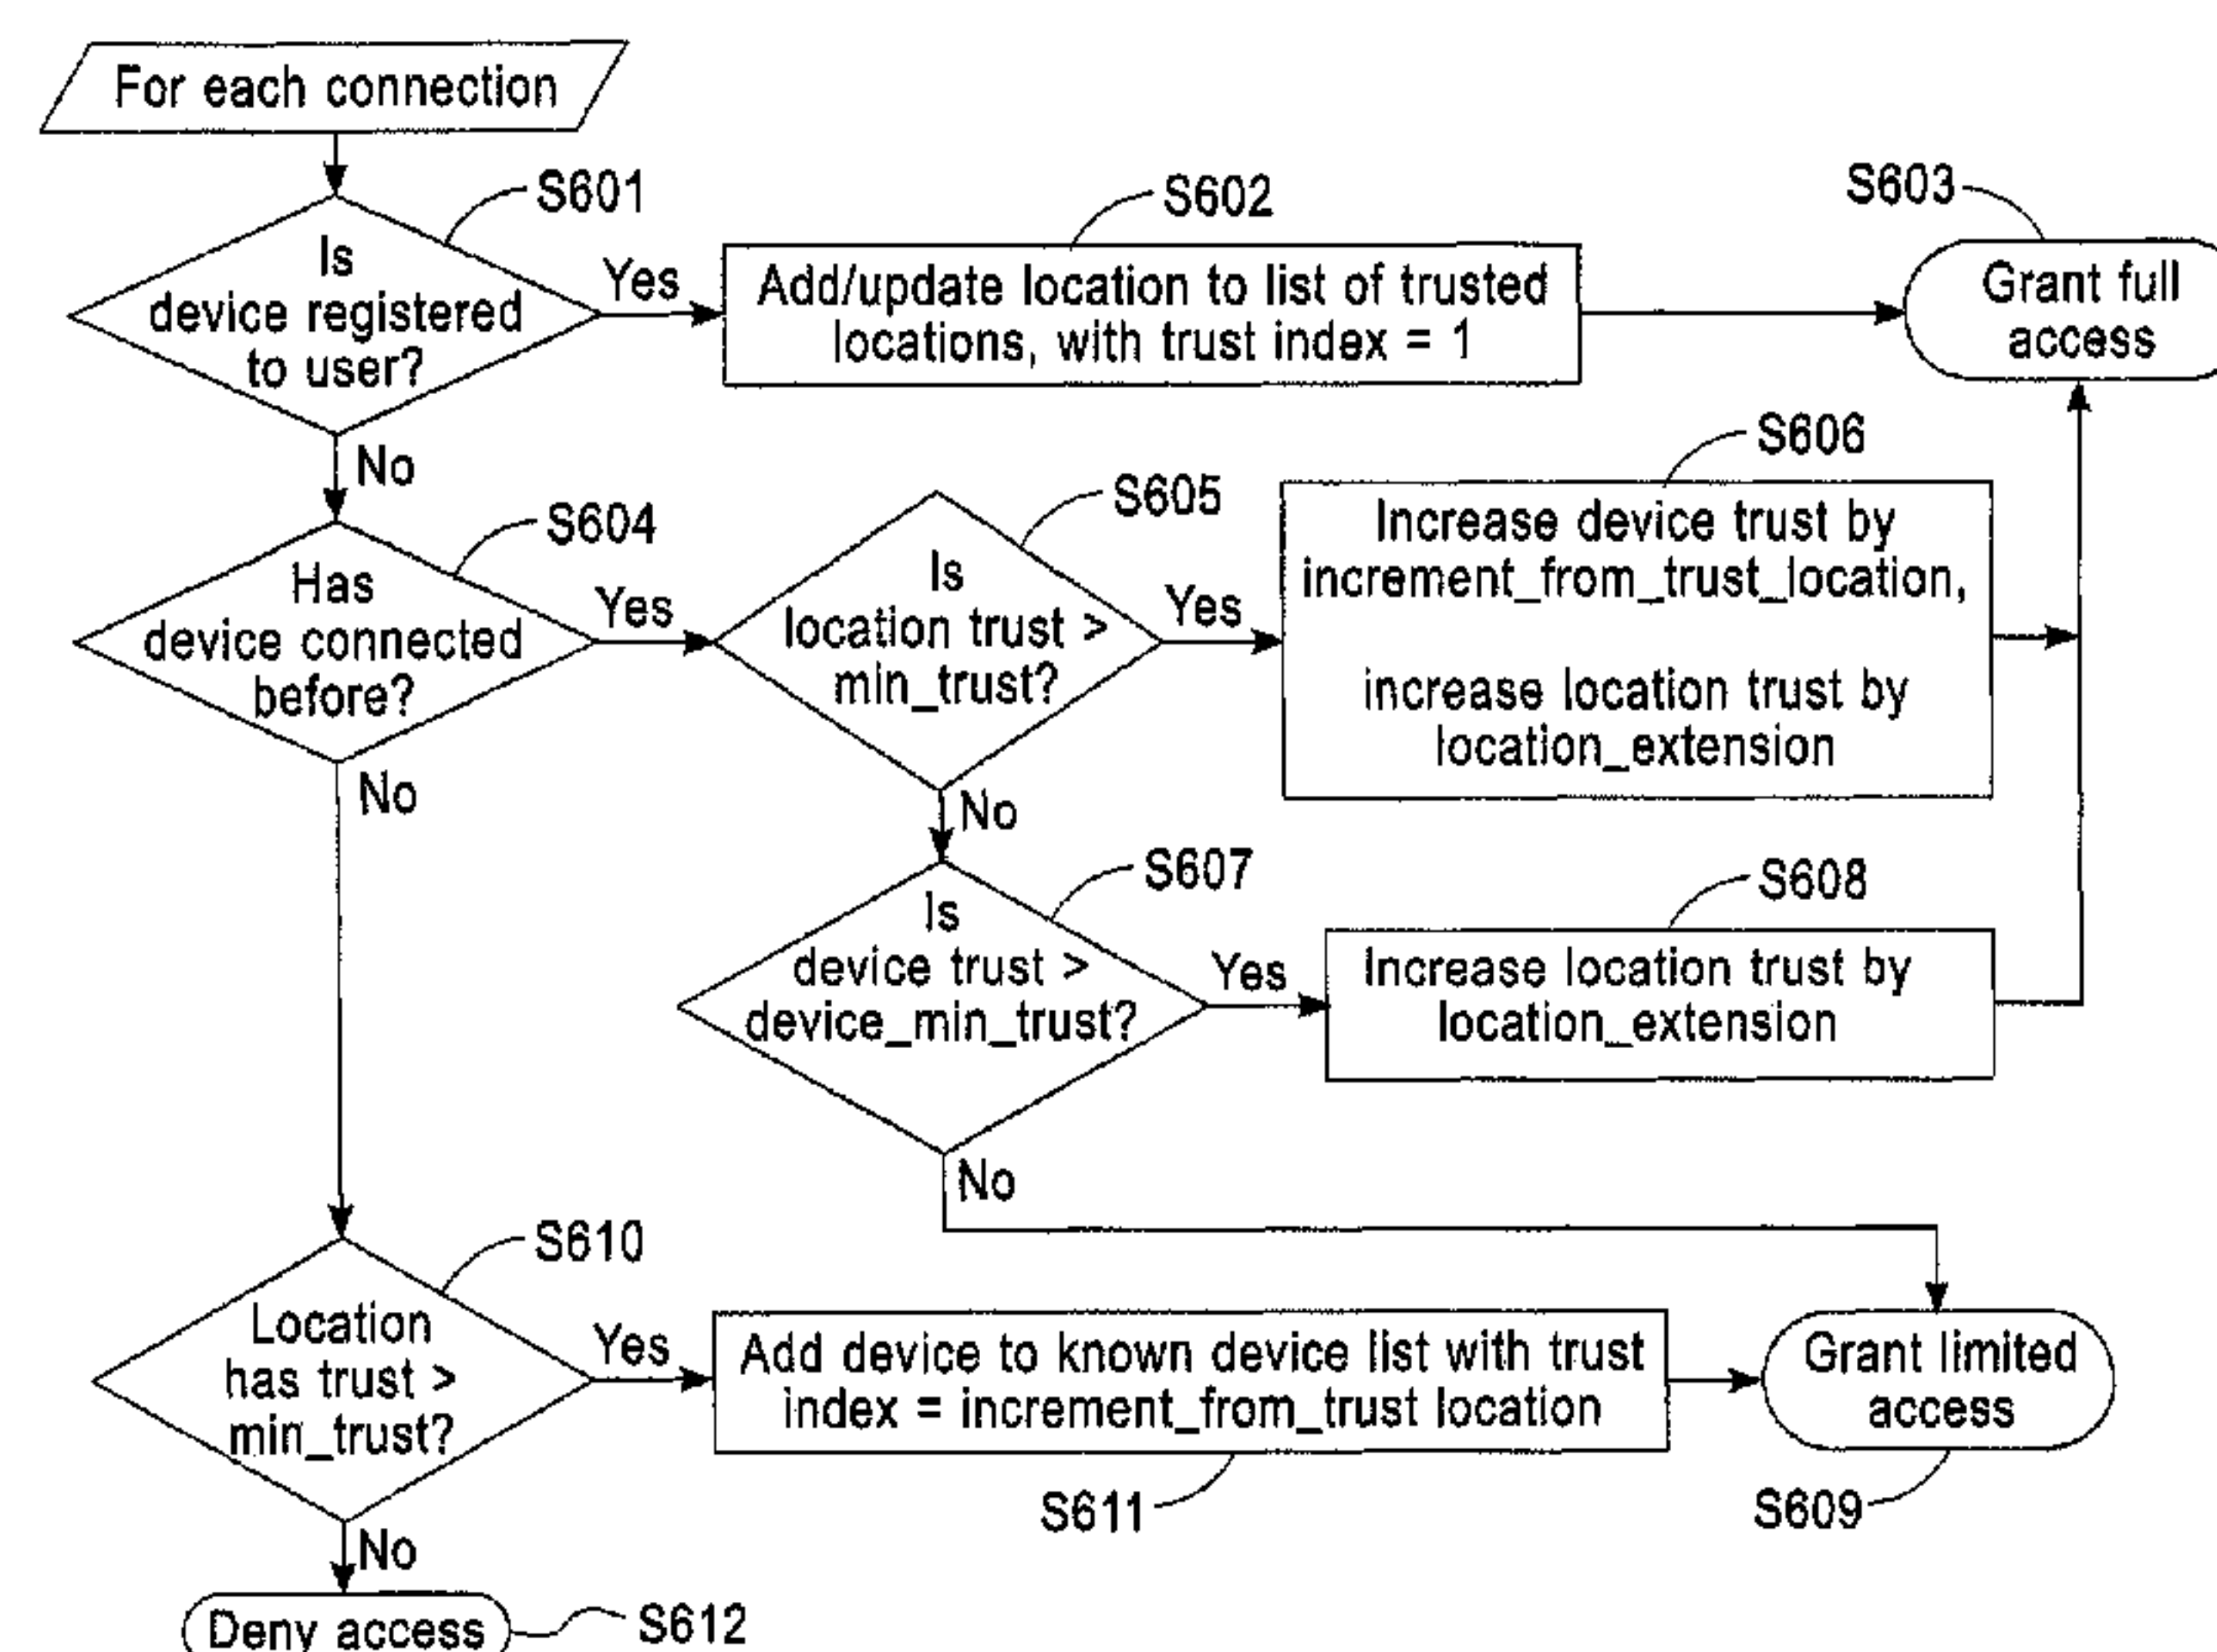 For each connection
S601
Is
device registered
to user?
Yes
S602
Add/update location to list of trusted
locations, with trust index = 1
S603
Grant full
access
No
S604
Has
device connected
before?
Yes
S605
Is
location trust >
min_trust?
Yes
S606
Increase device trust by
increment_from_trust_location,
increase location trust by
location_extension
No
No
S607
Is
device trust >
device_min_trust?
Yes
S608
Increase location trust by
location_extension
No
S610
Location
has trust >
min_trust?
Yes
Add device to known device list with trust
index = increment_from_trust location
S611
Grant limited
access
S609
No
Deny access
S612